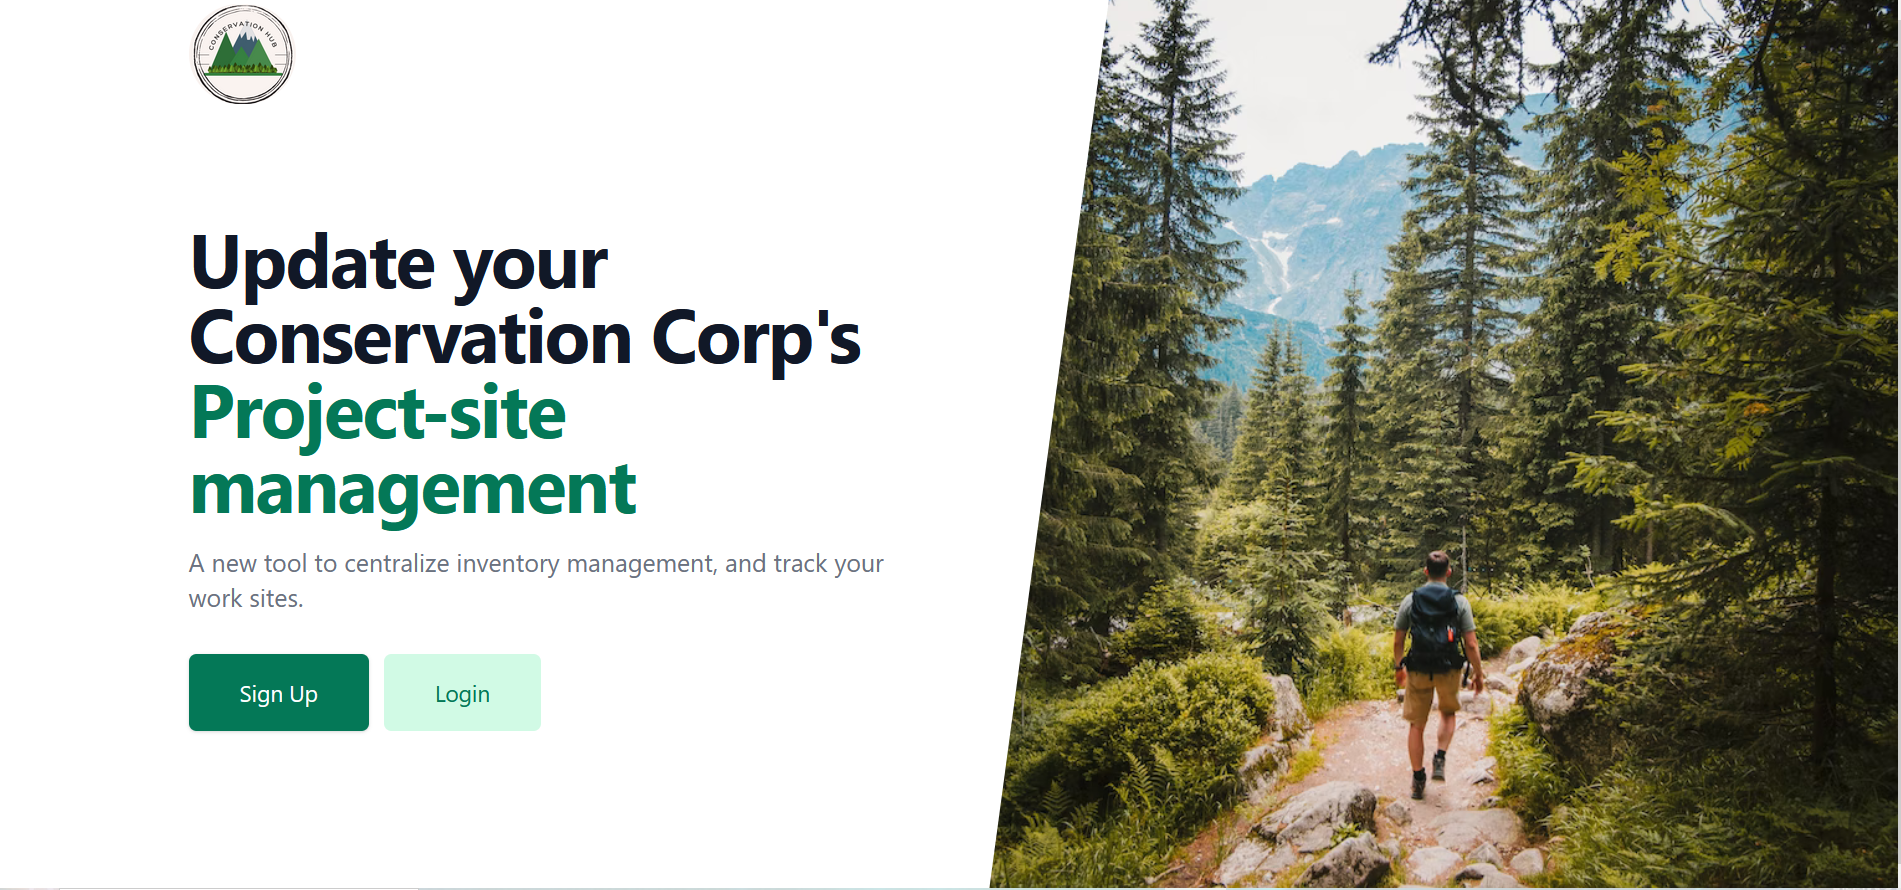 CONSERVATION HUB
Update your
Conservation Corp's
Project-site
management
A new tool to centralize inventory management, and track your
work sites.
Sign Up
Login